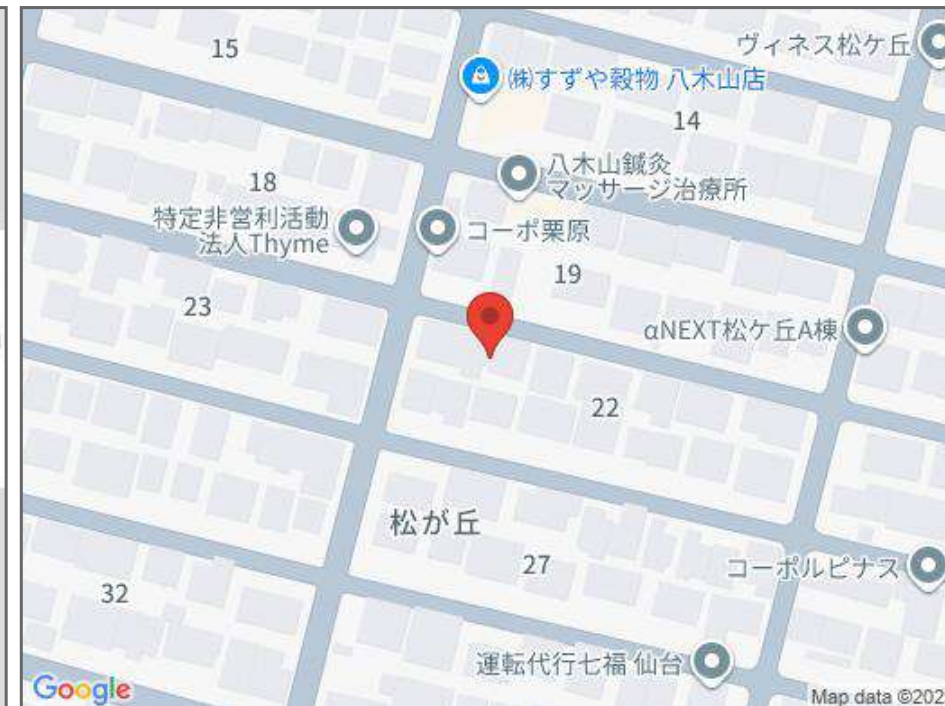 15
ヴィネス松ケ丘
㈱すずや穀物 八木山店
14
八木山鍼灸
マッサージ治療所
18
特定非営利活動
法人Thyme
コーポ栗原
19
23
αNEXT松ケ丘A棟
22
松が丘
27
コーポルピナス
32
運転代行七福 仙台
Google
Map data ©202